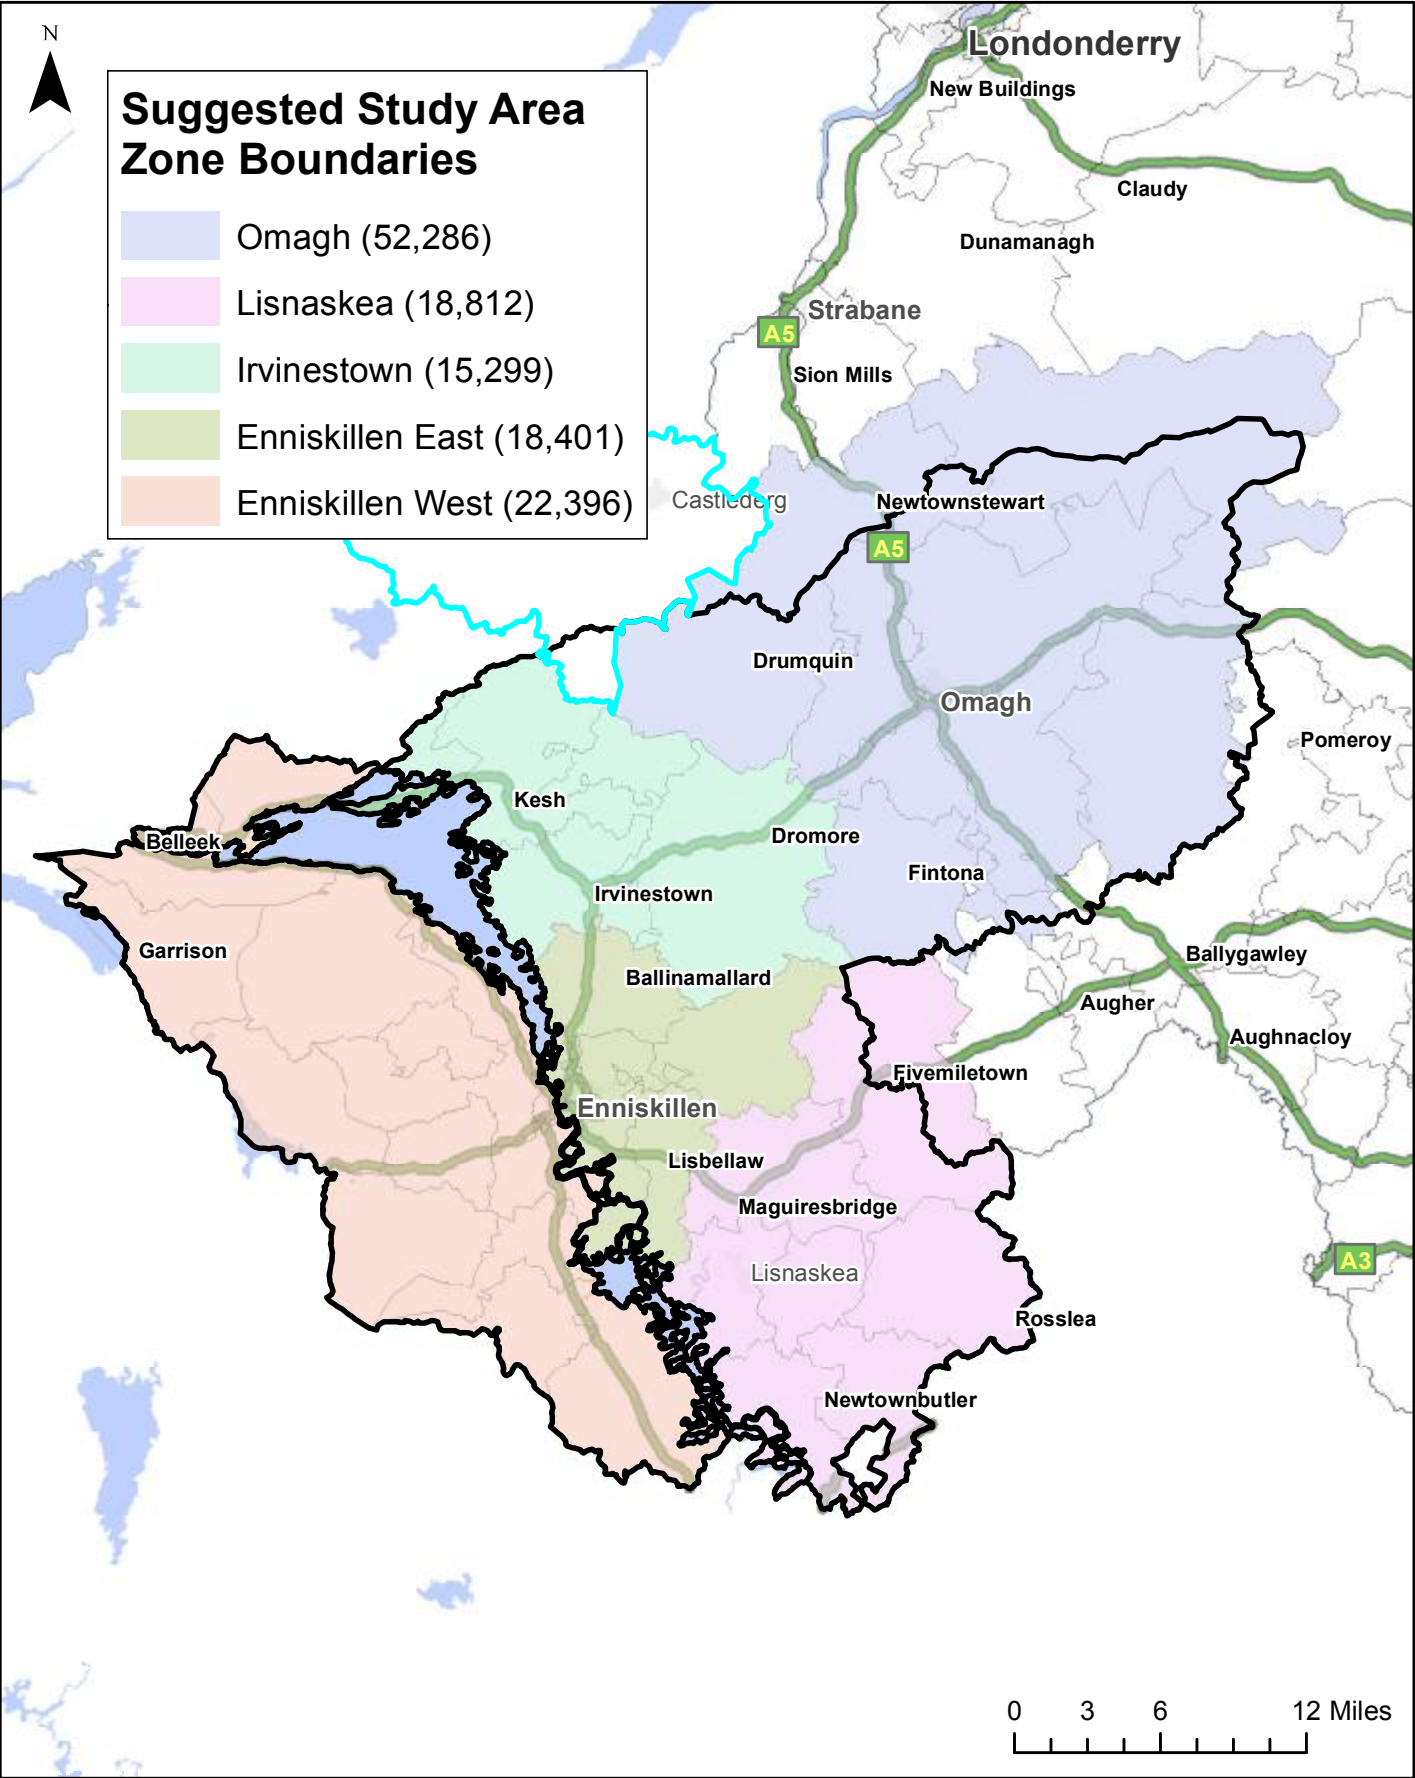 N
Suggested Study Area
Zone Boundaries
Omagh (52,286)
Lisnaskea (18,812)
Irvinestown (15,299)
Enniskillen East (18,401)
Enniskillen West (22,396)
Londonderry
New Buildings
Claudy
Dunamanagh
Strabane
A5
Sion Mills
Castlederg
Newtownstewart
A5
Drumquin
Omagh
Pomeroy
Kesh
Dromore
Belleek
Fintona
Irvinestown
Garrison
Ballygawley
Ballinamallard
Augher
Aughnacloy
Fivemiletown
Enniskillen
Lisbellaw
Maguiresbridge
A3
Lisnaskea
Rosslea
Newtownbutler
0 3 6 12 Miles